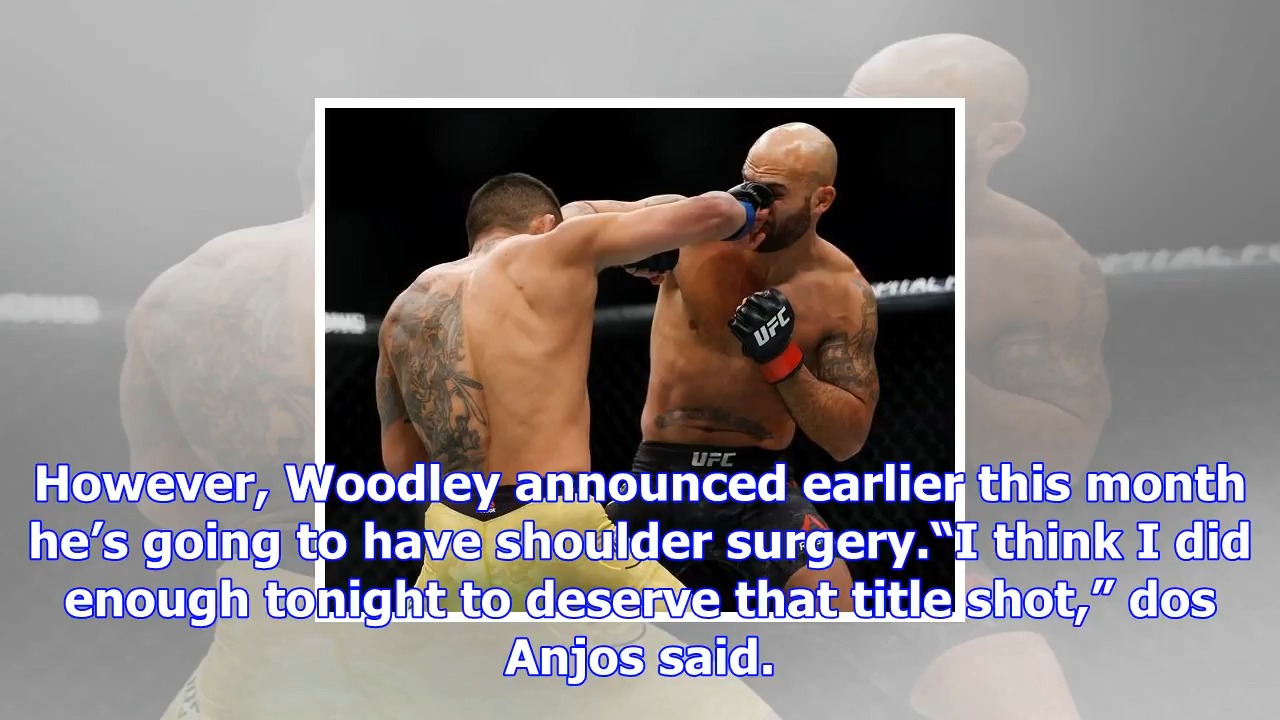 UFC
UFC
However, Woodley announced earlier this month
he’s going to have shoulder surgery.“I think I did
enough tonight to deserve that title shot,” dos
Anjos said.